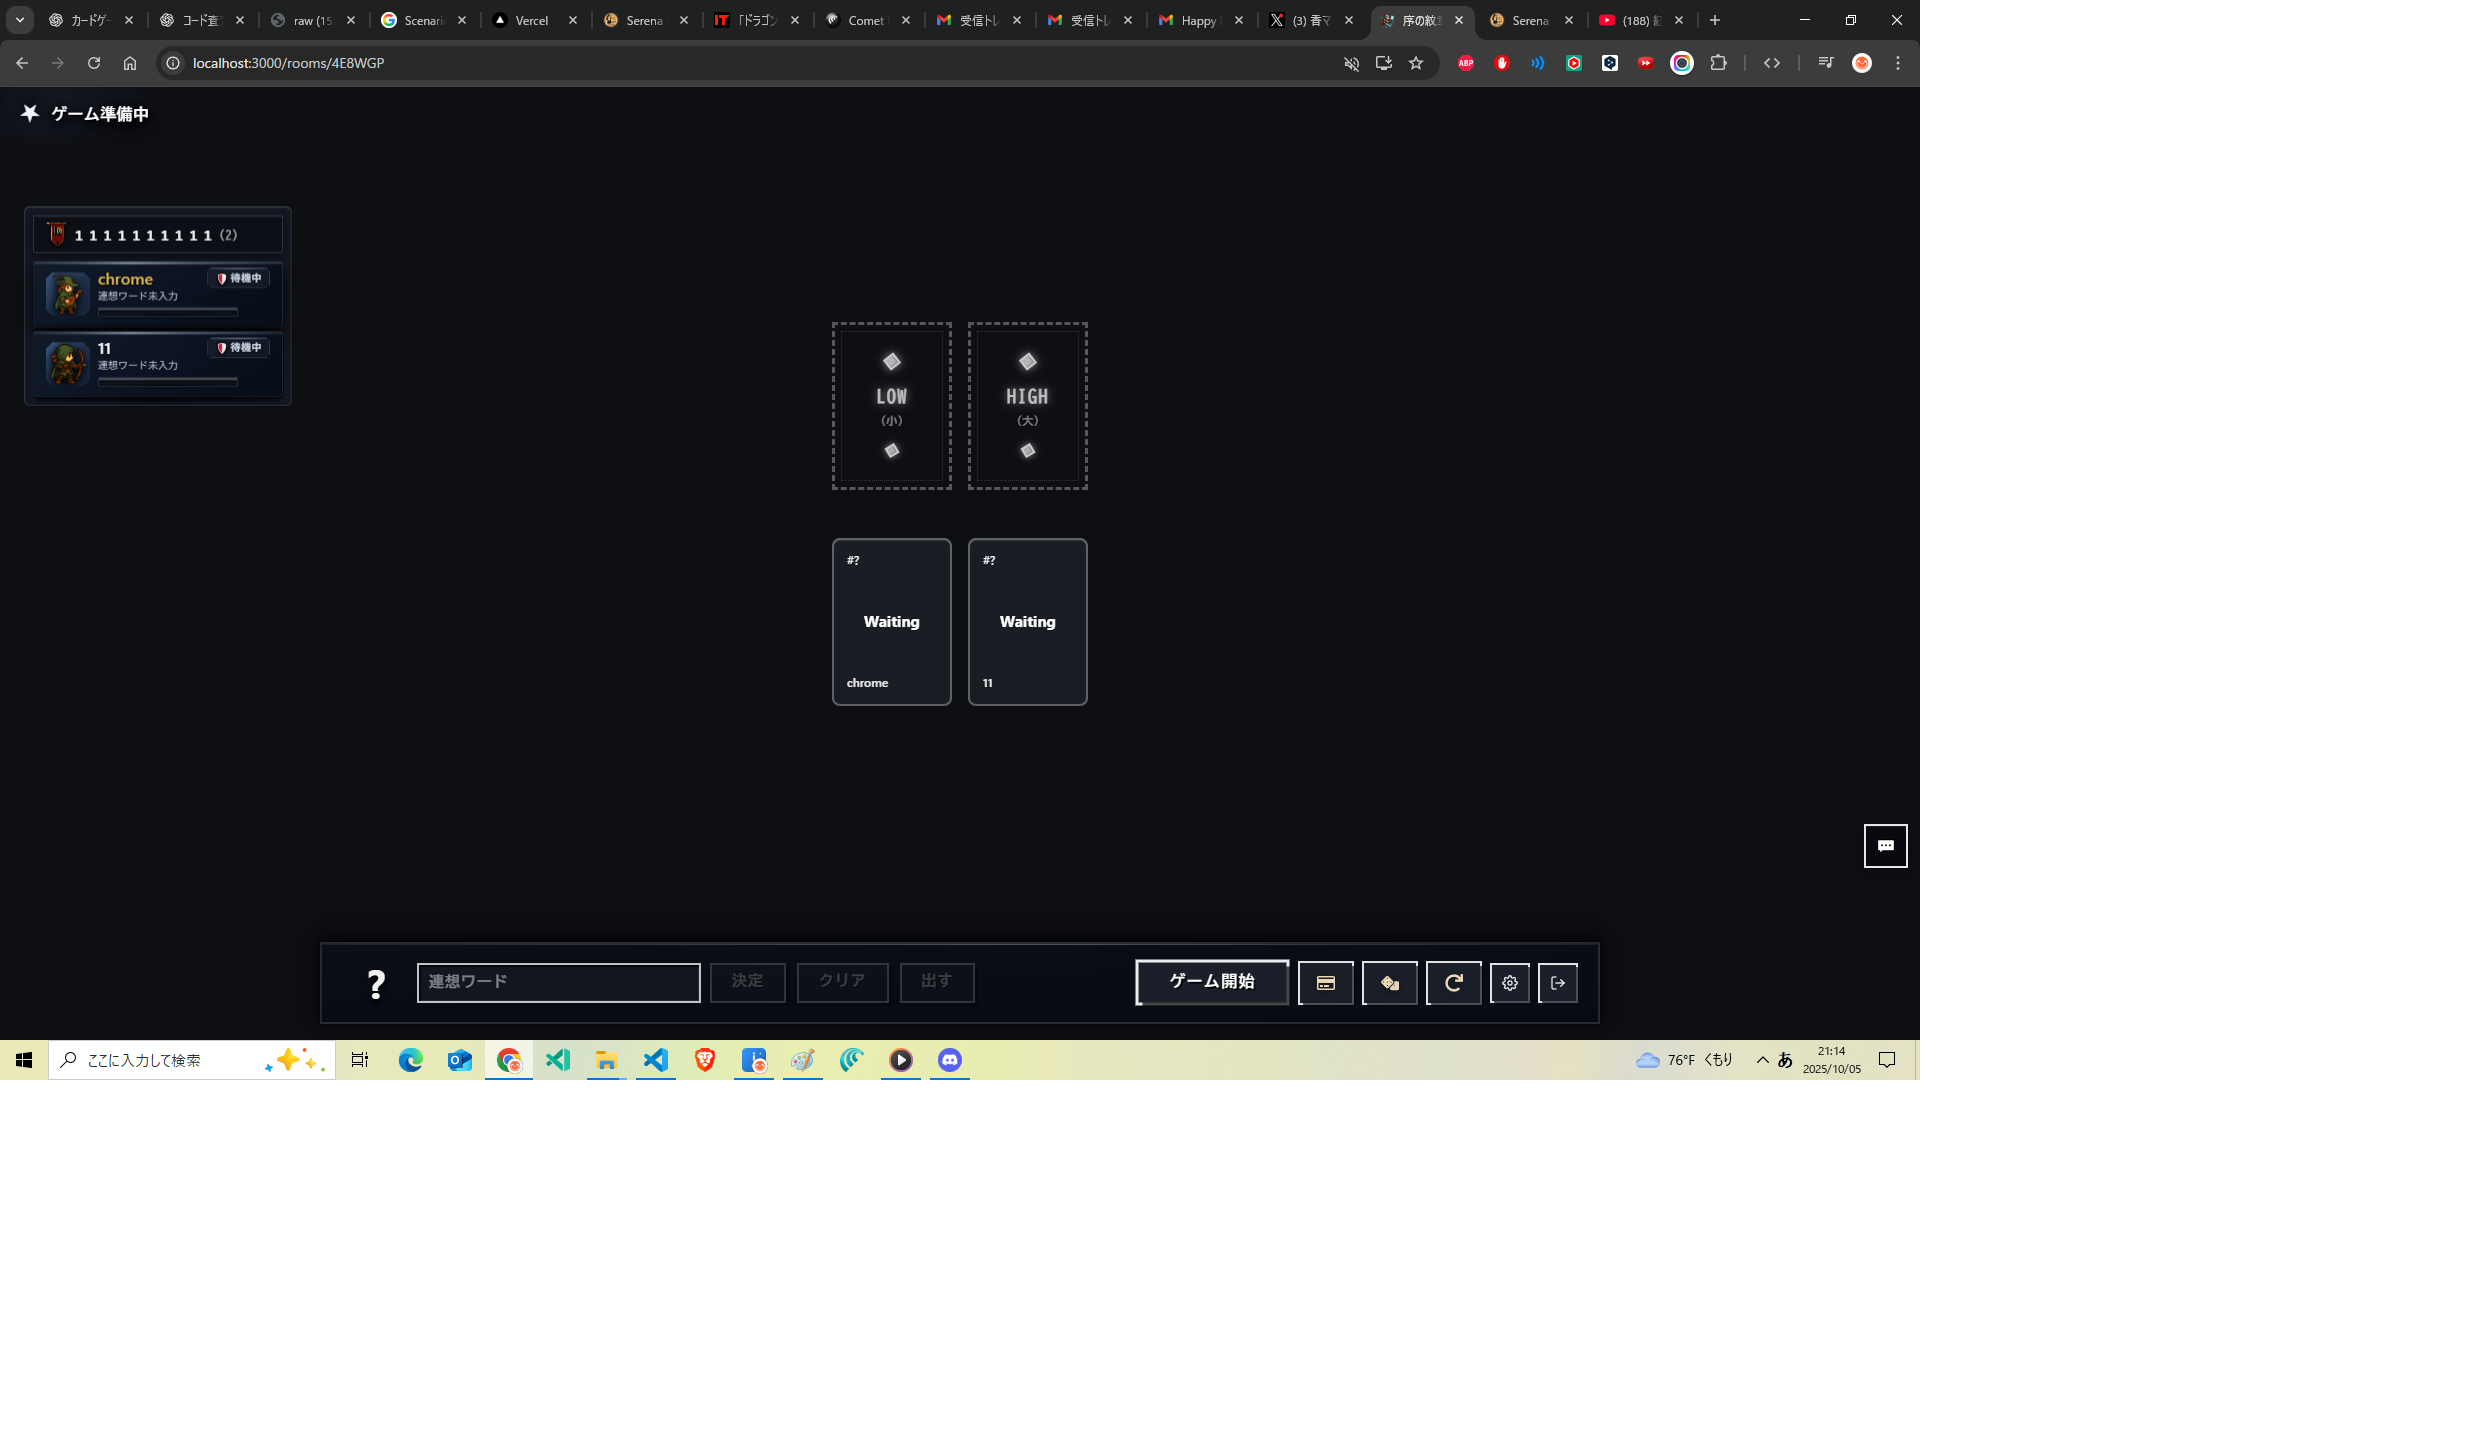 カードゲー
コード査
raw (15
Scenari
Vercel
Serena
「ドラゴン
Comet
受信トレ
受信トレ
Happy
(3) 香マ
序の紋章
Serena
(188) 紅
localhost:3000/rooms/4E8WGP
ABP
ゲーム準備中
1 1 1 1 1 1 1 1 1 1 (2)
chrome
待機中
連想ワード未入力
11
待機中
連想ワード未入力
LOW
(小)
HIGH
(大)
#?
Waiting
chrome
#?
Waiting
11
?
連想ワード
決定
クリア
出す
ゲーム開始
ここに入力して検索
76°F くもり
あ
21:14
2025/10/05